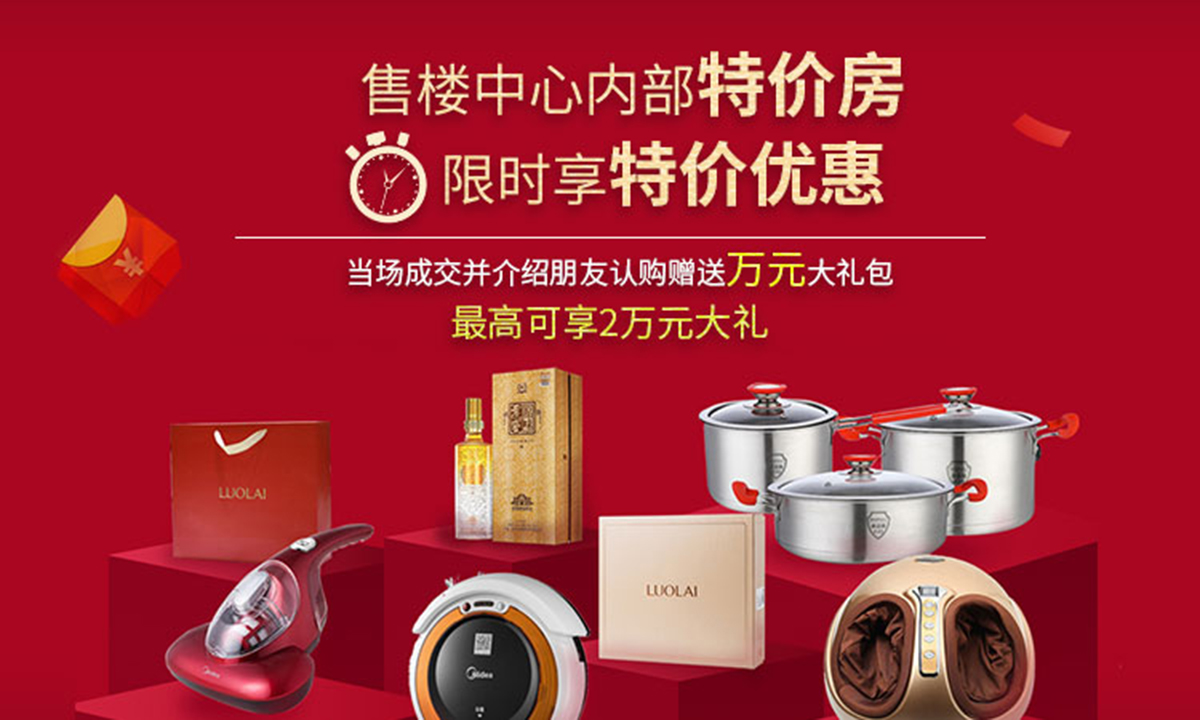 售楼中心内部特价房
限时享特价优惠
当场成交并介绍朋友认购赠送万元大礼包
最高可享2万元大礼
¥
LUOLAI
LUOLAI
Midea
Midea